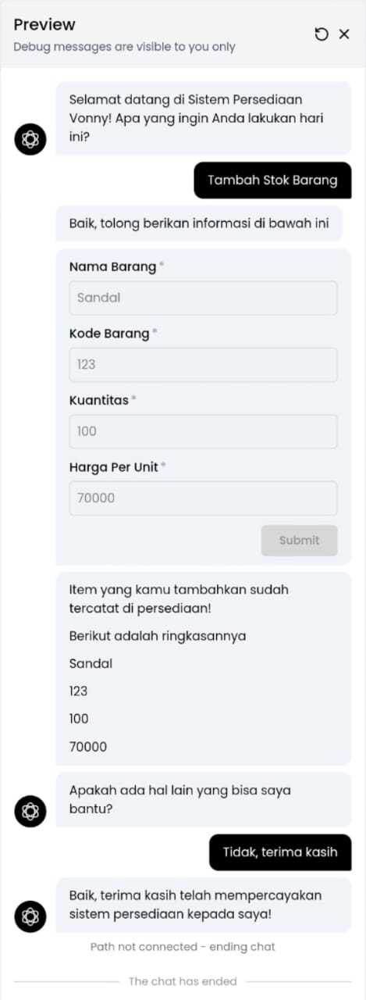 Preview
Debug messages are visible to you only
Selamat datang di Sistem Persediaan
Vonny! Apa yang ingin Anda lakukan hari
ini?
Tambah Stok Barang
Baik, tolong berikan informasi di bawah ini
Nama Barang *
Sandal
Kode Barang *
123
Kuantitas *
100
Harga Per Unit *
70000
Submit
Item yang kamu tambahkan sudah
tercatat di persediaan!
Berikut adalah ringkasannya
Sandal
123
100
70000
Apakah ada hal lain yang bisa saya
bantu?
Tidak, terima kasih
Baik, terima kasih telah mempercayakan
sistem persediaan kepada saya!
Path not connected - ending chat
The chat has ended